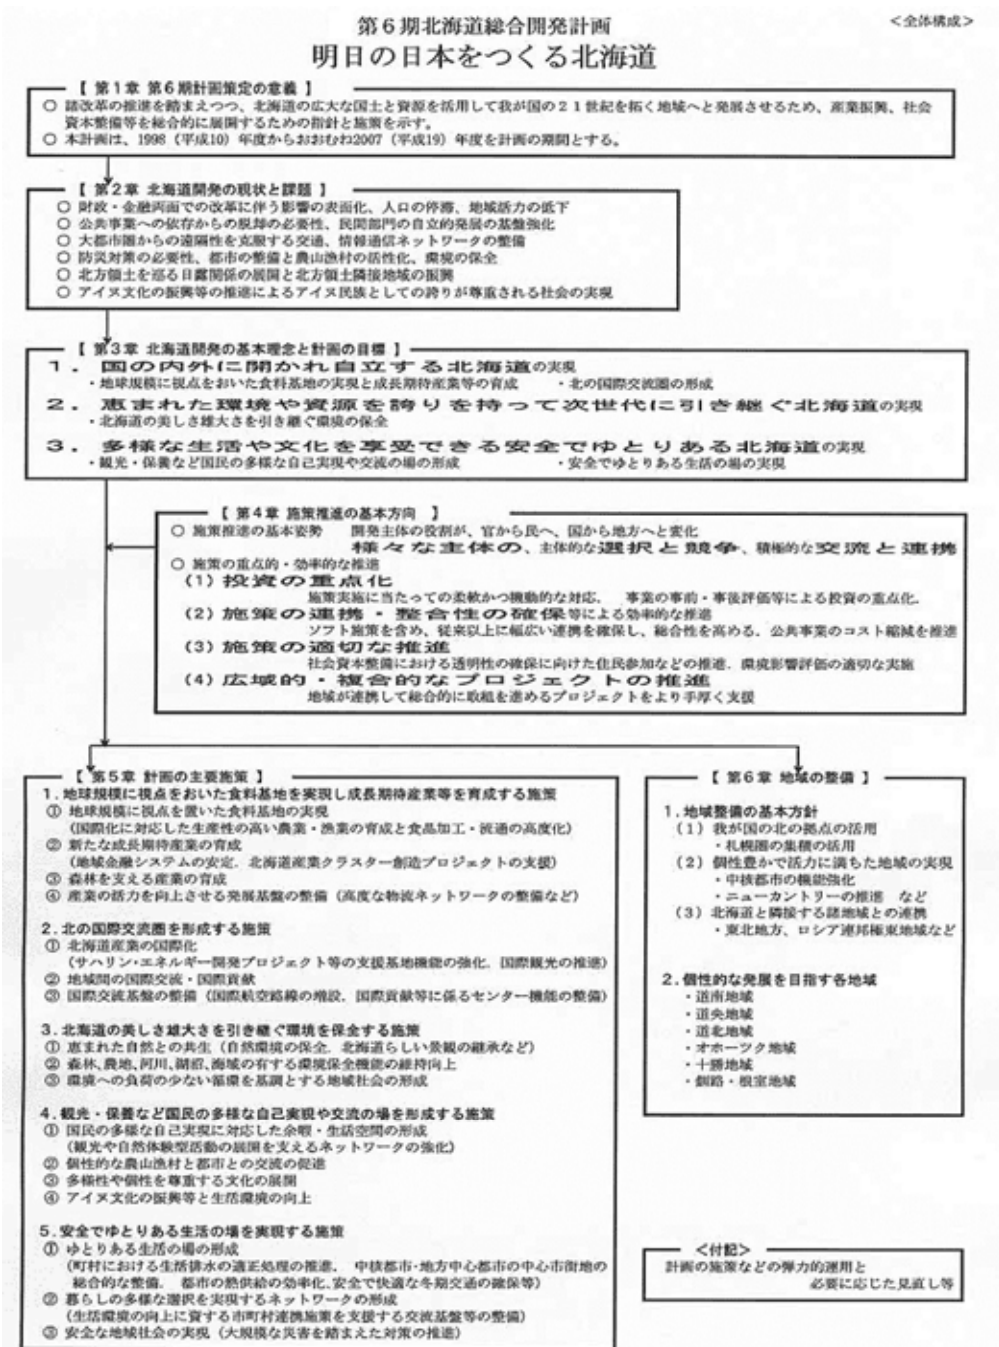 ＜全体構成＞
第６期北海道総合開発計画
明日の日本をつくる北海道
【 第１章 第６期計画策定の意義 】
○ 諸改革の推進を踏まえつつ、北海道の広大な国土と資源を活用して我が国の２１世紀を拓く地域へと発展させるため、産業振興、社会
資本整備等を総合的に展開するための指針と施策を示す。
○ 本計画は、1998（平成10）年度からおおむね2007（平成19）年度を計画の期間とする。
【 第２章 北海道開発の現状と課題 】
○ 財政・金融両面での改革に伴う影響の表面化、人口の停滞、地域活力の低下
○ 公共事業への依存からの脱却の必要性、民間部門の自立的発展の基盤強化
○ 大都市圏からの遠隔性を克服する交通、情報通信ネットワークの整備
○ 防災対策の必要性、都市の整備と農山漁村の活性化、環境の保全
○ 北方領土を巡る日露関係の展開と北方領土隣接地域の振興
○ アイヌ文化の振興等の推進によるアイヌ民族としての誇りが尊重される社会の実現
【 第３章 北海道開発の基本理念と計画の目標 】
１．国の内外に開かれ自立する北海道の実現
・地球規模に視点をおいた食料基地の実現と成長期待産業等の育成　・北の国際交流圏の形成
２．恵まれた環境や資源を誇りを持って次世代に引き継ぐ北海道の実現
・北海道の美しさ雄大さを引き継ぐ環境の保全
３．多様な生活や文化を享受できる安全でゆとりある北海道の実現
・観光・保養など国民の多様な自己実現や交流の場の形成　・安全でゆとりある生活の場の実現
【 第４章 施策推進の基本方向 】
○ 施策推進の基本姿勢　開発主体の役割が、官から民へ、国から地方へと変化
様々な主体の、主体的な選択と競争、積極的な交流と連携
○ 施策の重点的・効率的な推進
（1）投資の重点化
施策実施に当たっての柔軟かつ機動的な対応．　事業の事前・事後評価等による投資の重点化．
（2）施策の連携・整合性の確保等による効率的な推進
ソフト施策を含め、従来以上に幅広い連携を確保し、総合性を高める．公共事業のコスト縮減を推進
（3）施策の適切な推進
社会資本整備における透明性の確保に向けた住民参加などの推進．環境影響評価の適切な実施
（4）広域的・複合的なプロジェクトの推進
地域が連携して総合的に取組を進めるプロジェクトをより手厚く支援
【 第５章 計画の主要施策 】
1．地球規模に視点をおいた食料基地を実現し成長期待産業等を育成する施策
① 地球規模に視点を置いた食料基地の実現
（国際化に対応した生産性の高い農業・漁業の育成と食品加工・流通の高度化）
② 新たな成長期待産業の育成
（地域金融システムの安定．北海道産業クラスター創造プロジェクトの支援）
③ 森林を支える産業の育成
④ 産業の活力を向上させる発展基盤の整備（高度な物流ネットワークの整備など）
2．北の国際交流圏を形成する施策
① 北海道産業の国際化
（サハリン・エネルギー開発プロジェクト等の支援基地機能の強化．国際観光の推進）
② 地域間の国際交流・国際貢献
③ 国際交流基盤の整備（国際航空路線の増設．国際貢献等に係るセンター機能の整備）
3．北海道の美しさ雄大さを引き継ぐ環境を保全する施策
① 恵まれた自然との共生（自然環境の保全．北海道らしい景観の継承など）
② 森林、農地、河川、湖沼、海域の有する環境保全機能の維持向上
③ 環境への負荷の少ない循環を基調とする地域社会の形成
4．観光・保養など国民の多様な自己実現や交流の場を形成する施策
① 国民の多様な自己実現に対応した余暇・生活空間の形成
（観光や自然体験型活動の展開を支えるネットワークの強化）
② 個性的な農山漁村と都市との交流の促進
③ 多様性や個性を尊重する文化の展開
④ アイヌ文化の振興等と生活環境の向上
5．安全でゆとりある生活の場を実現する施策
① ゆとりある生活の場の形成
（町村における生活排水の適正処理の推進．中核都市・地方中心都市の中心市街地の
総合的な整備．都市の熱供給の効率化、安全で快適な冬期交通の確保等）
② 暮らしの多様な選択を実現するネットワークの形成
（生活環境の向上に資する市町村連携施策を支援する交流基盤等の整備）
③ 安全な地域社会の実現（大規模な災害を踏まえた対策の推進）
【 第６章 地域の整備 】
1．地域整備の基本方針
（1）我が国の北の拠点の活用
・札幌圏の集積の活用
（2）個性豊かで活力に満ちた地域の実現
・中核都市の機能強化
・ニューカントリーの推進　など
（3）北海道と隣接する諸地域との連携
・東北地方、ロシア連邦極東地域など
2．個性的な発展を目指す各地域
・道南地域
・道央地域
・道北地域
・オホーツク地域
・十勝地域
・釧路・根室地域
＜付記＞
計画の施策などの弾力的運用と
必要に応じた見直し等